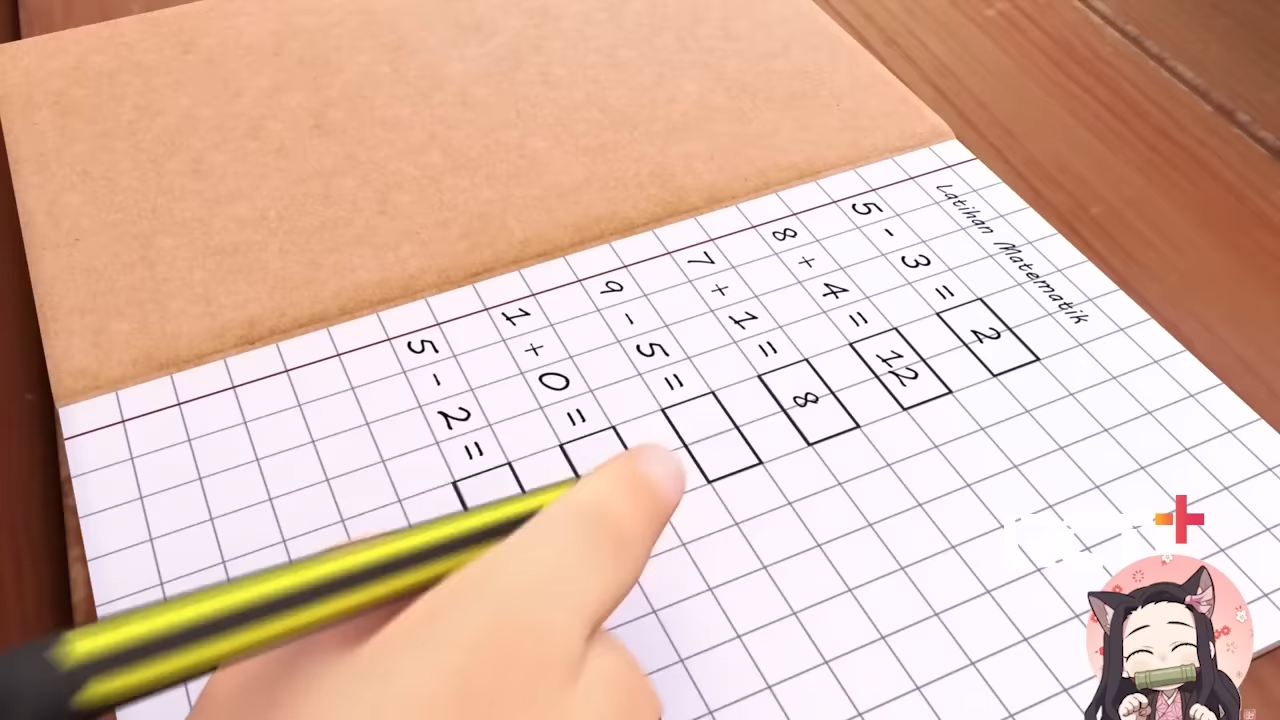 Latihan Matematik
5 - 3 = 2
8 + 4 = 12
7 + 1 = 8
9 - 5 =
1 + 0 =
5 - 2 =